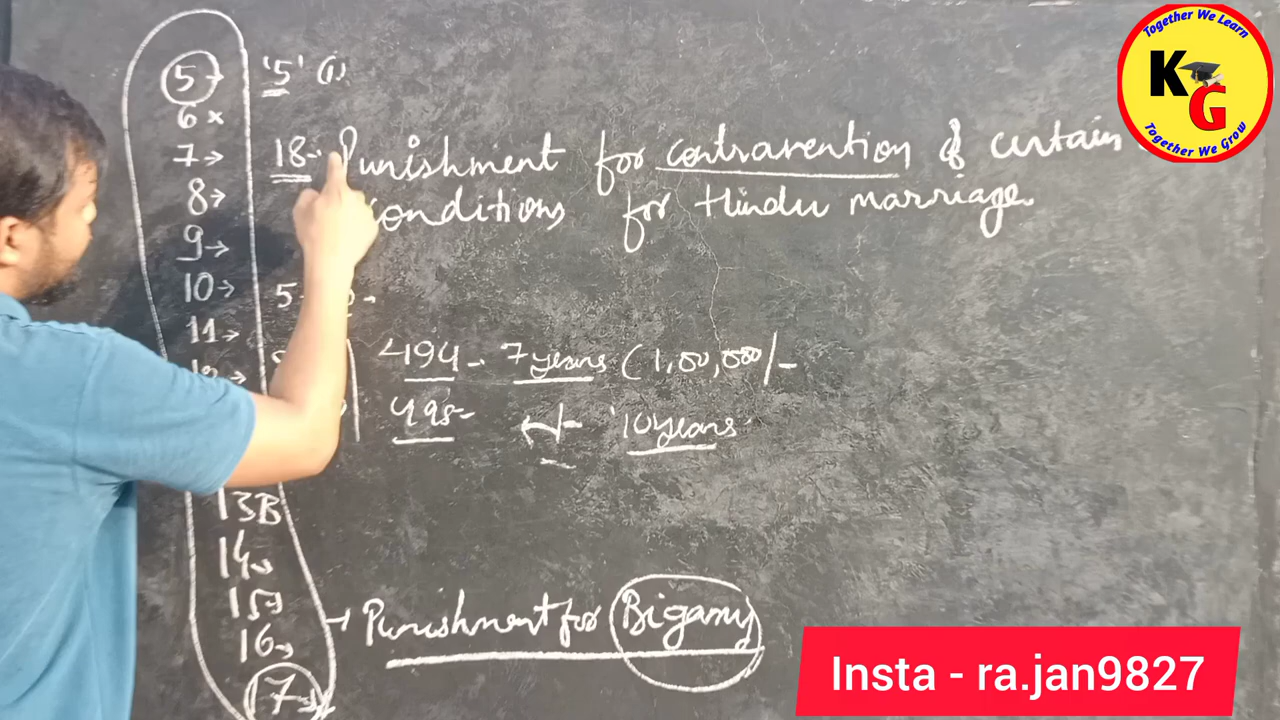 5→ '5' (1)
6 ×
7→ 18- Punishment for contravention of certain
conditions for Hindu marriage.
8→
9→
10→ 5-
11→
494- 7 years (1,00,000/-
495- 10 years
13B
14→
15→
16→ → Punishment for Bigamy
17→
Together We Learn
KG
Together We Grow
Insta - ra.jan9827